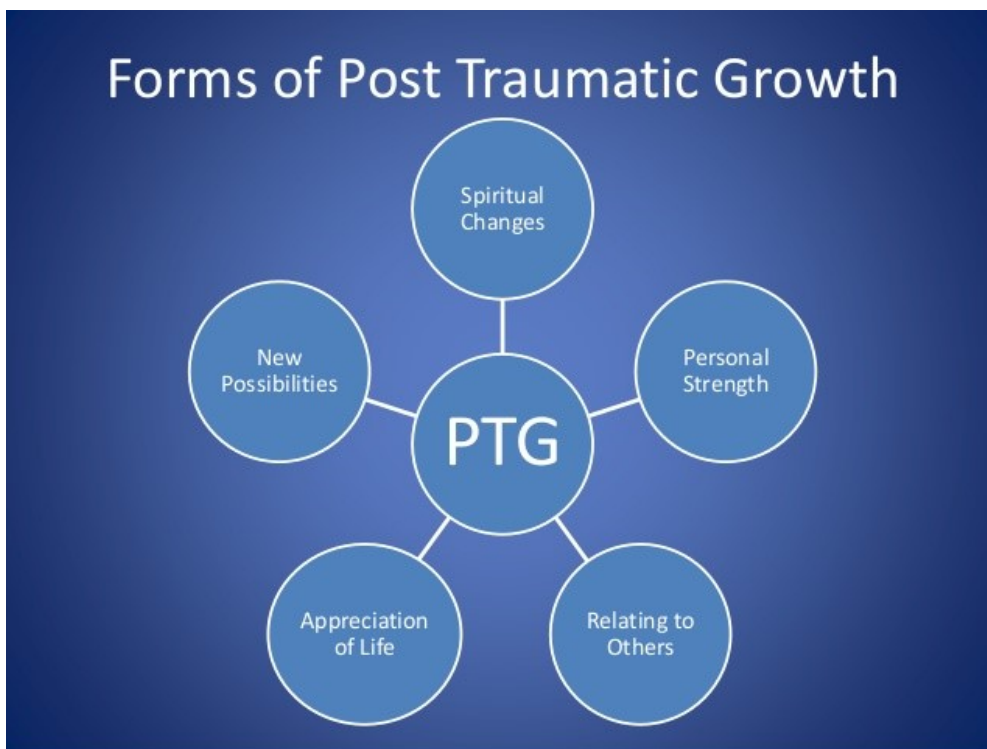 Forms of Post Traumatic Growth
Spiritual
Changes
New
Possibilities
Personal
Strength
PTG
Appreciation
of Life
Relating to
Others